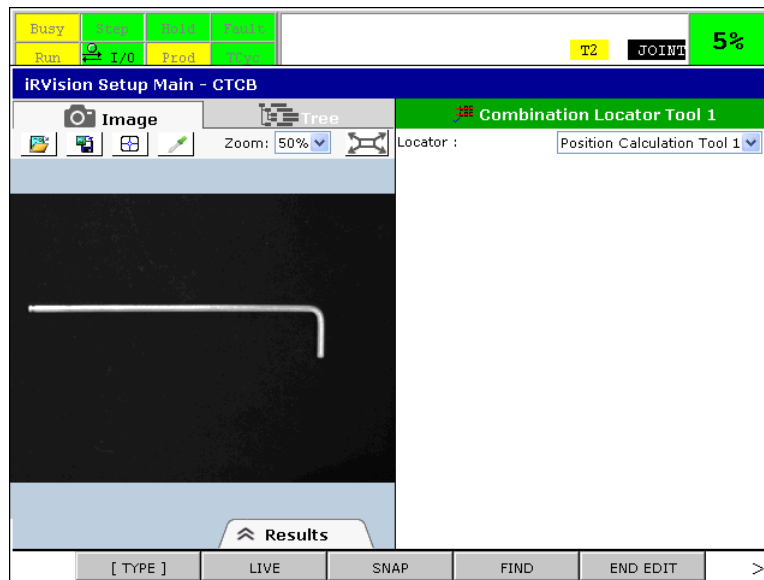 Busy Step Hold Fault
Run I/O Prod TCyc
T2 JOINT 5%
iRVision Setup Main - CTCB
Image Tree Combination Locator Tool 1
Zoom: 50% Locator : Position Calculation Tool 1
Results
[ TYPE ] LIVE SNAP FIND END EDIT >